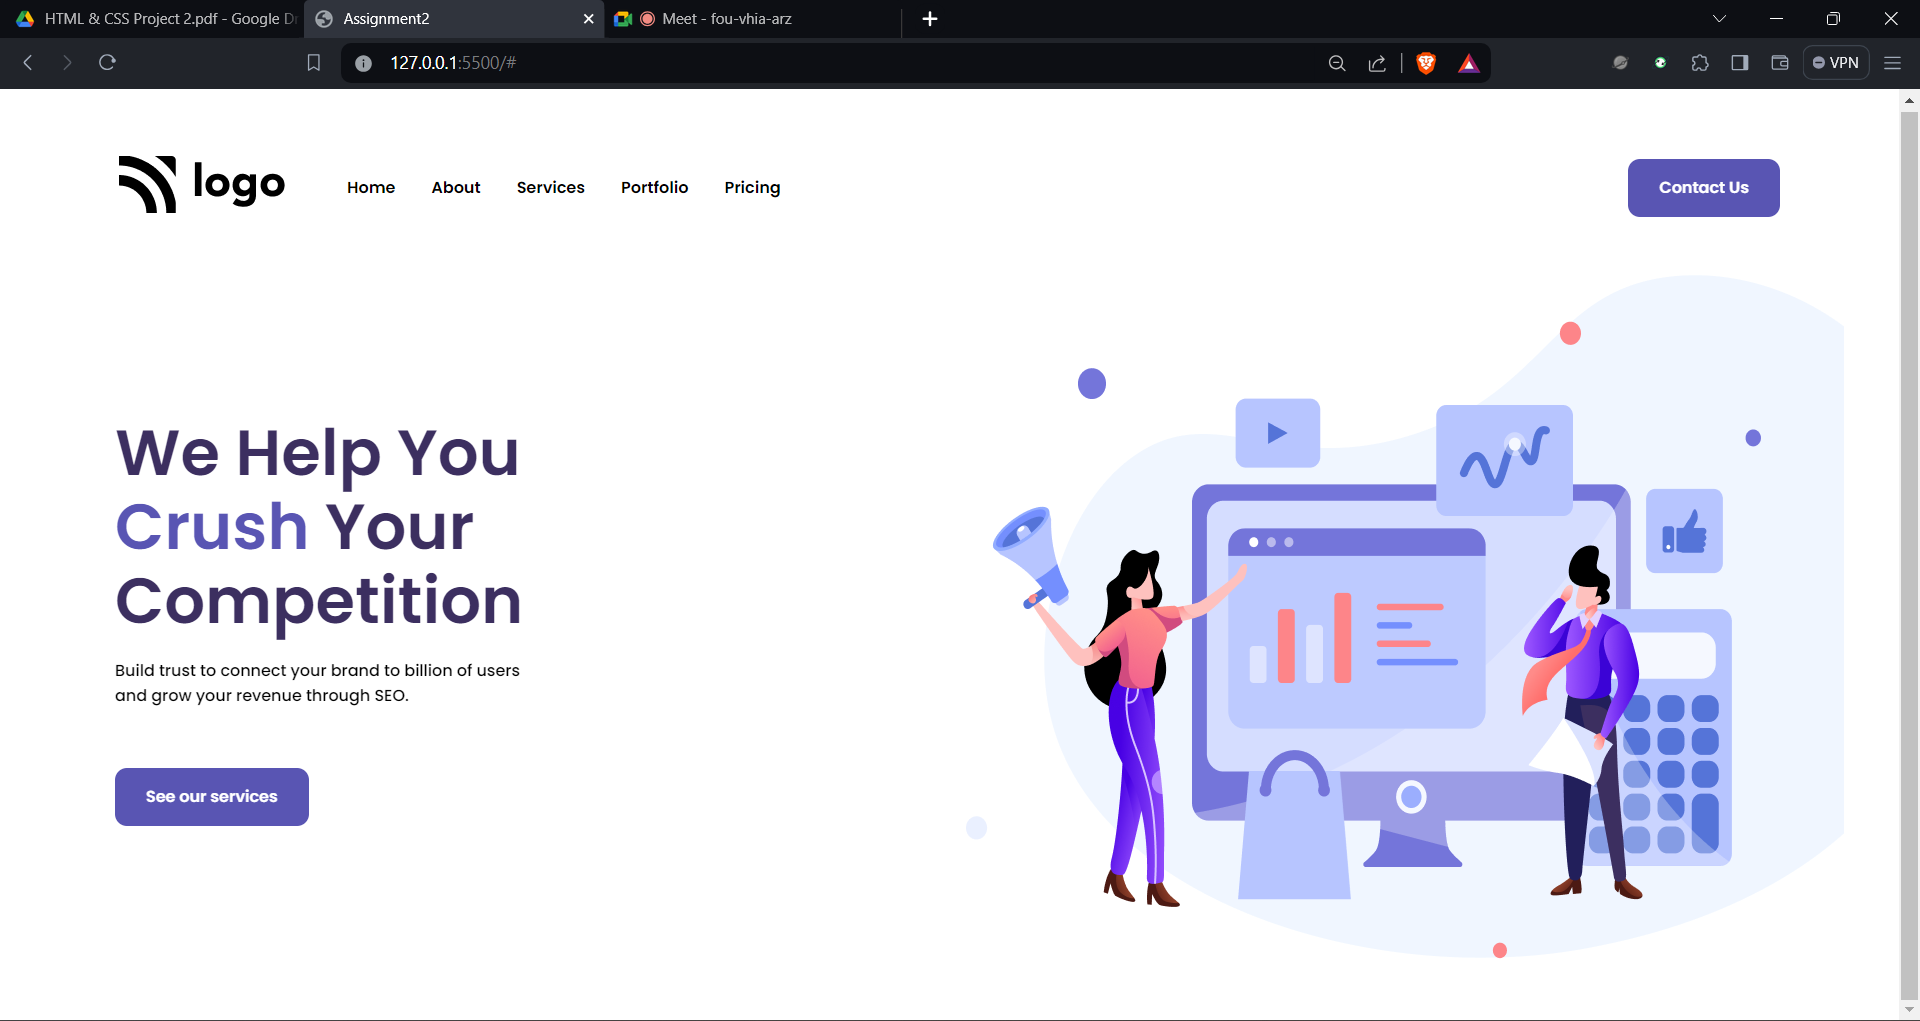 HTML & CSS Project 2.pdf - Google Dr
Assignment2
Meet - fou-vhia-arz
127.0.0.1:5500/#
VPN
logo
Home
About
Services
Portfolio
Pricing
Contact Us
We Help You
Crush Your
Competition
Build trust to connect your brand to billion of users
and grow your revenue through SEO.
See our services